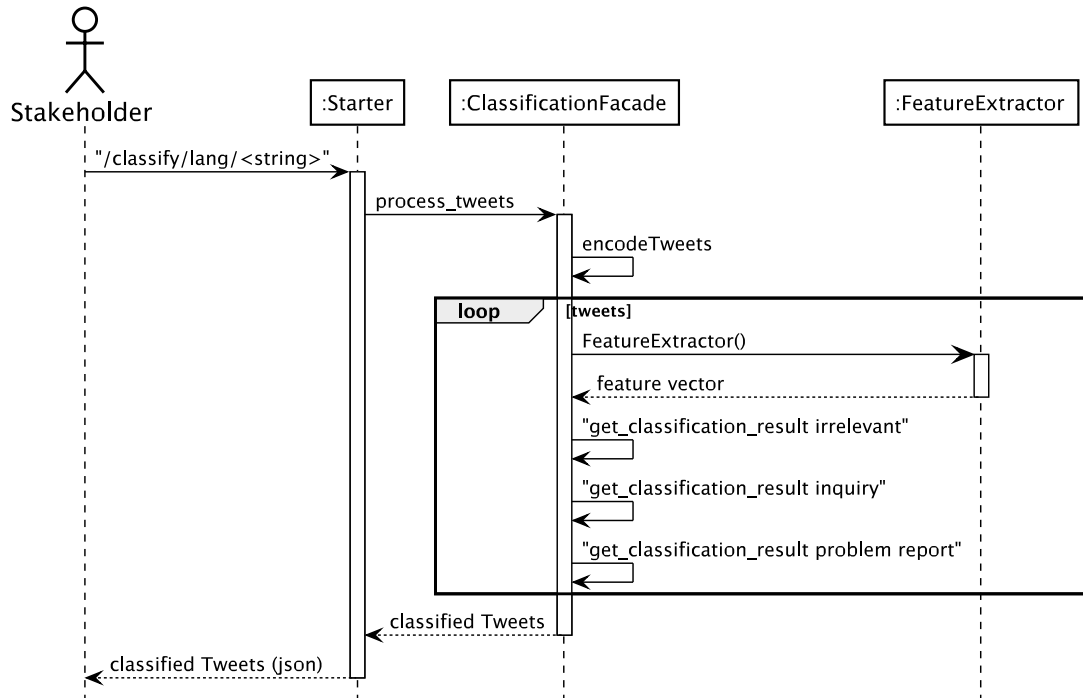 Stakeholder
:Starter
:ClassificationFacade
:FeatureExtractor
"/classify/lang/<string>"
process_tweets
encodeTweets
loop
[tweets]
FeatureExtractor()
feature vector
"get_classification_result irrelevant"
"get_classification_result inquiry"
"get_classification_result problem report"
classified Tweets
classified Tweets (json)